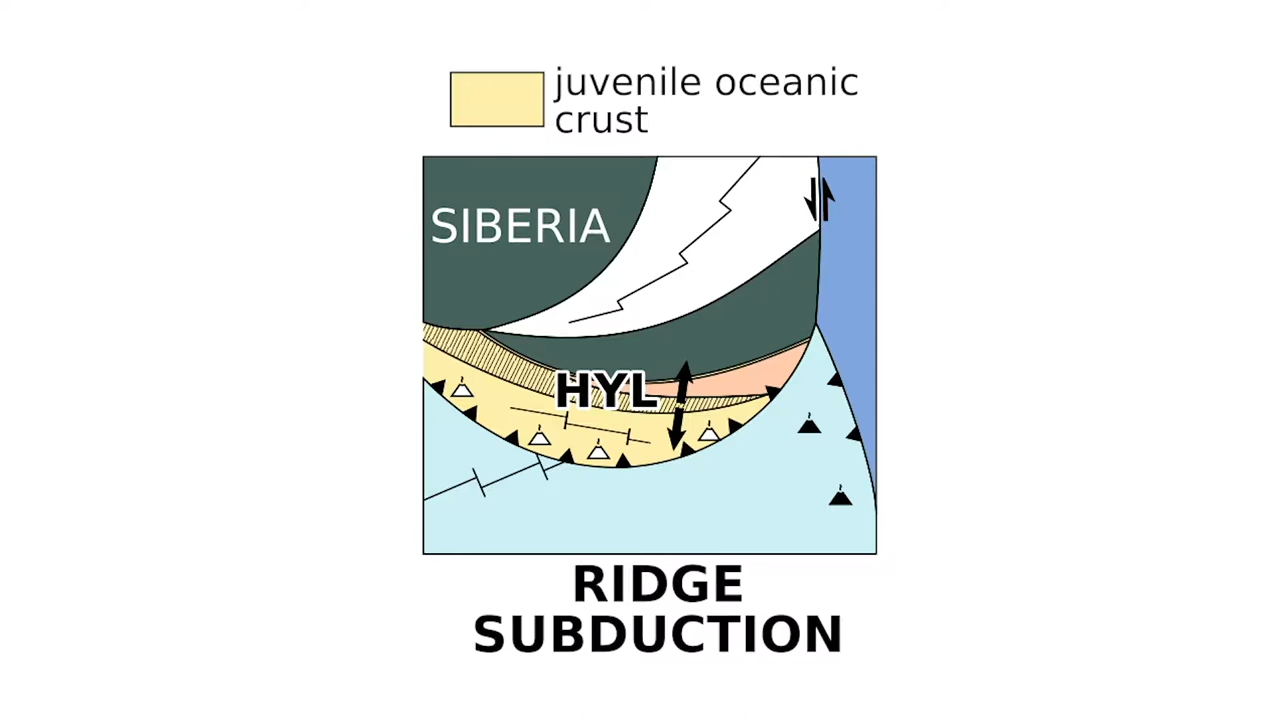 juvenile oceanic
crust
SIBERIA
HYL
RIDGE
SUBDUCTION